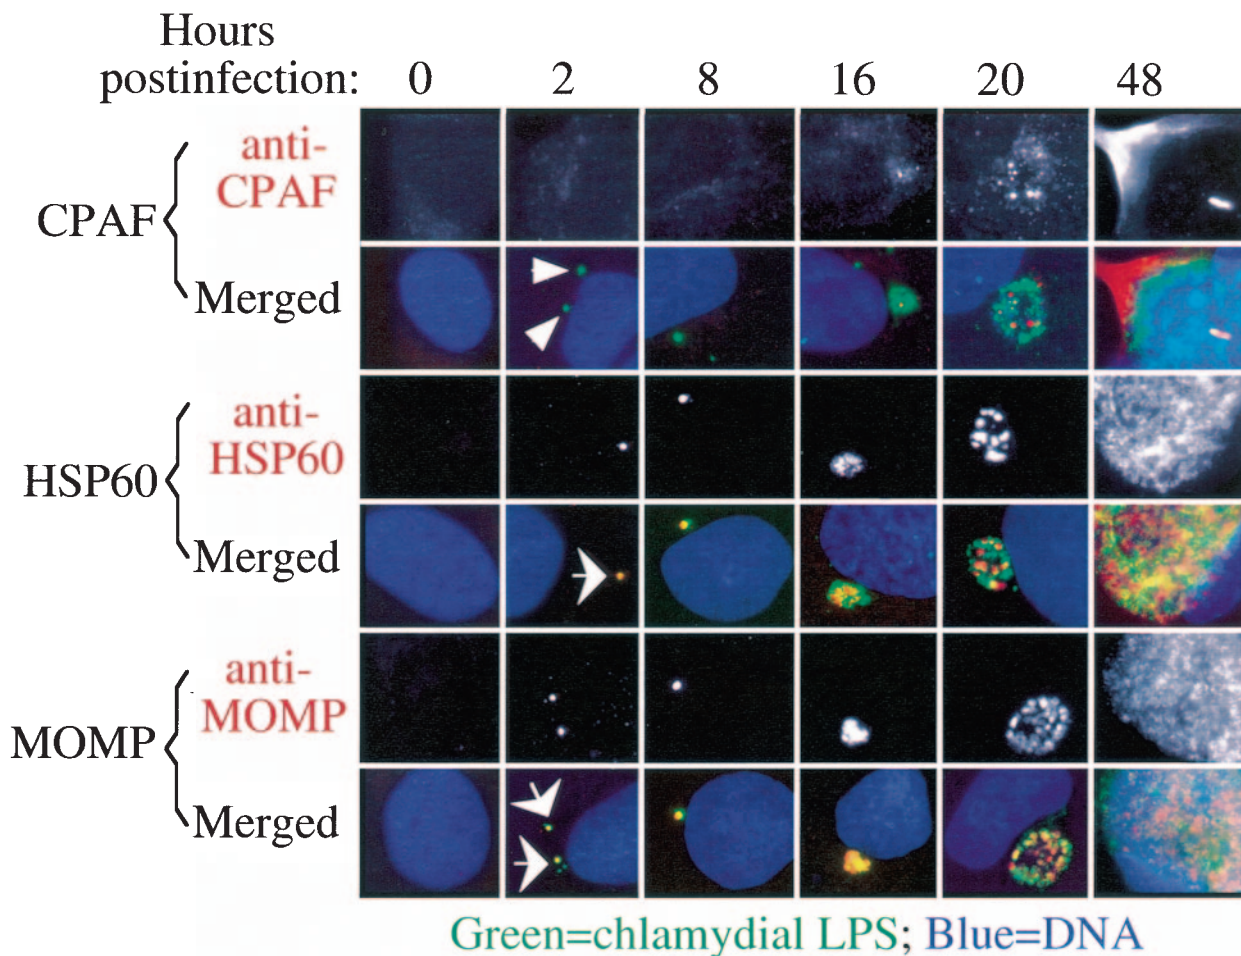 Hours
postinfection: 0 2 8 16 20 48
anti-
CPAF
CPAF
Merged
anti-
HSP60
HSP60
Merged
anti-
MOMP
MOMP
Merged
Green=chlamydial LPS; Blue=DNA